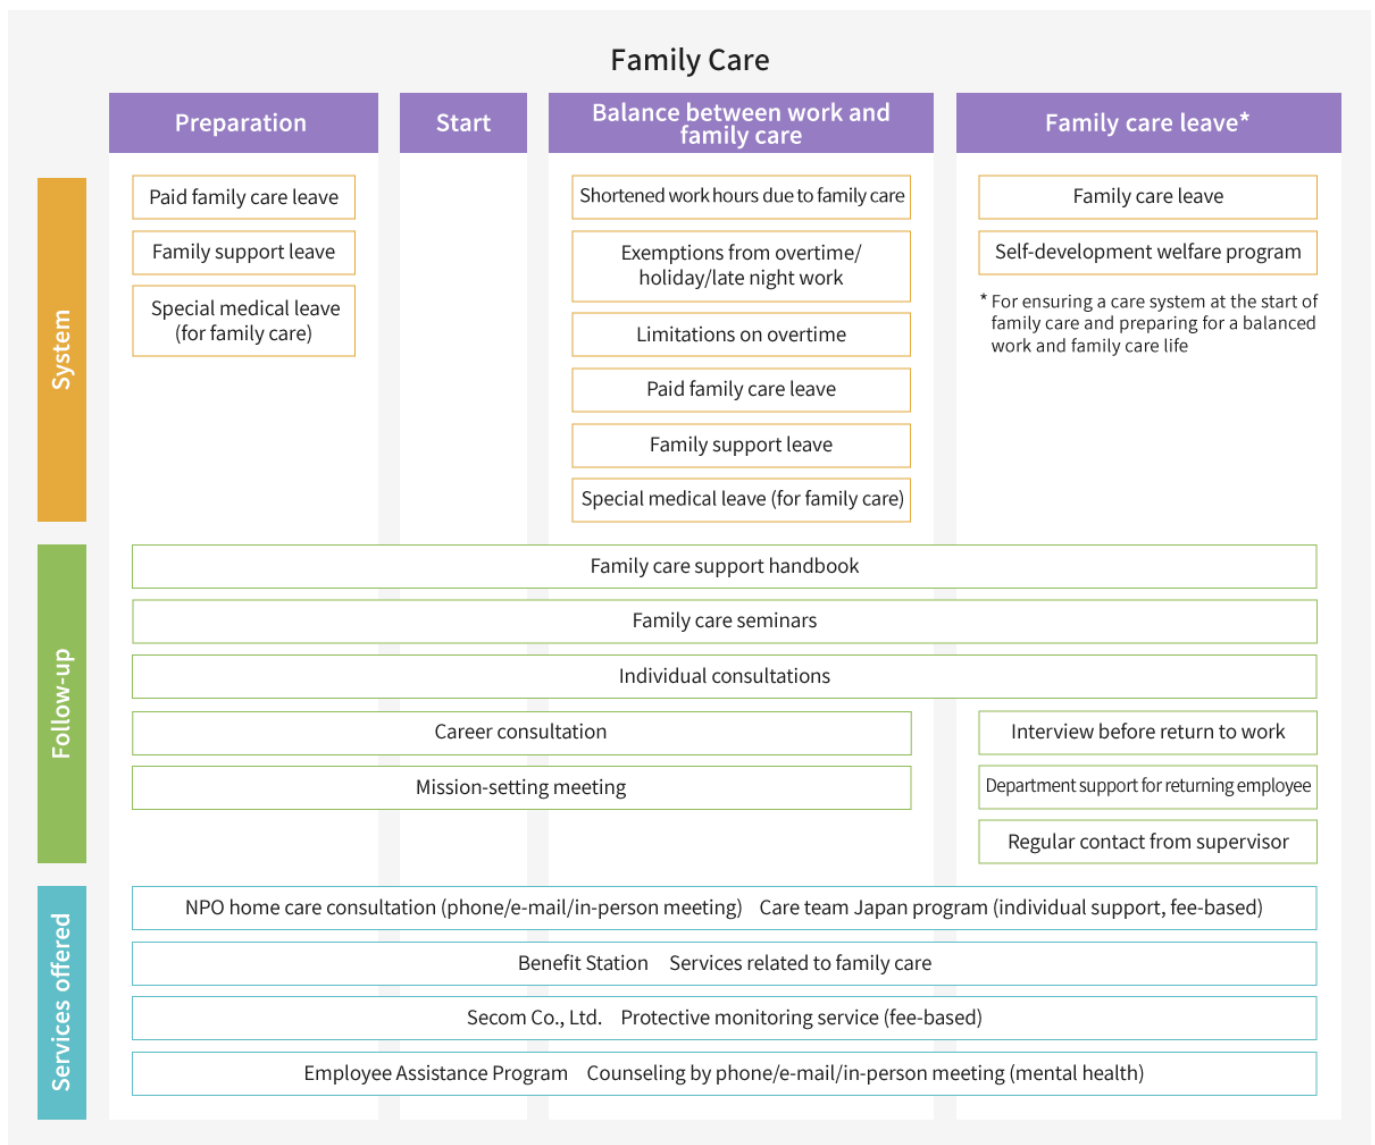 Family Care
Preparation
Start
Balance between work and
family care
Family care leave*
System
Paid family care leave
Family support leave
Special medical leave
(for family care)
Shortened work hours due to family care
Exemptions from overtime/
holiday/late night work
Limitations on overtime
Paid family care leave
Family support leave
Special medical leave (for family care)
Family care leave
Self-development welfare program
* For ensuring a care system at the start of
family care and preparing for a balanced
work and family care life
Follow-up
Family care support handbook
Family care seminars
Individual consultations
Career consultation
Mission-setting meeting
Interview before return to work
Department support for returning employee
Regular contact from supervisor
Services offered
NPO home care consultation (phone/e-mail/in-person meeting) Care team Japan program (individual support, fee-based)
Benefit Station Services related to family care
Secom Co., Ltd. Protective monitoring service (fee-based)
Employee Assistance Program Counseling by phone/e-mail/in-person meeting (mental health)